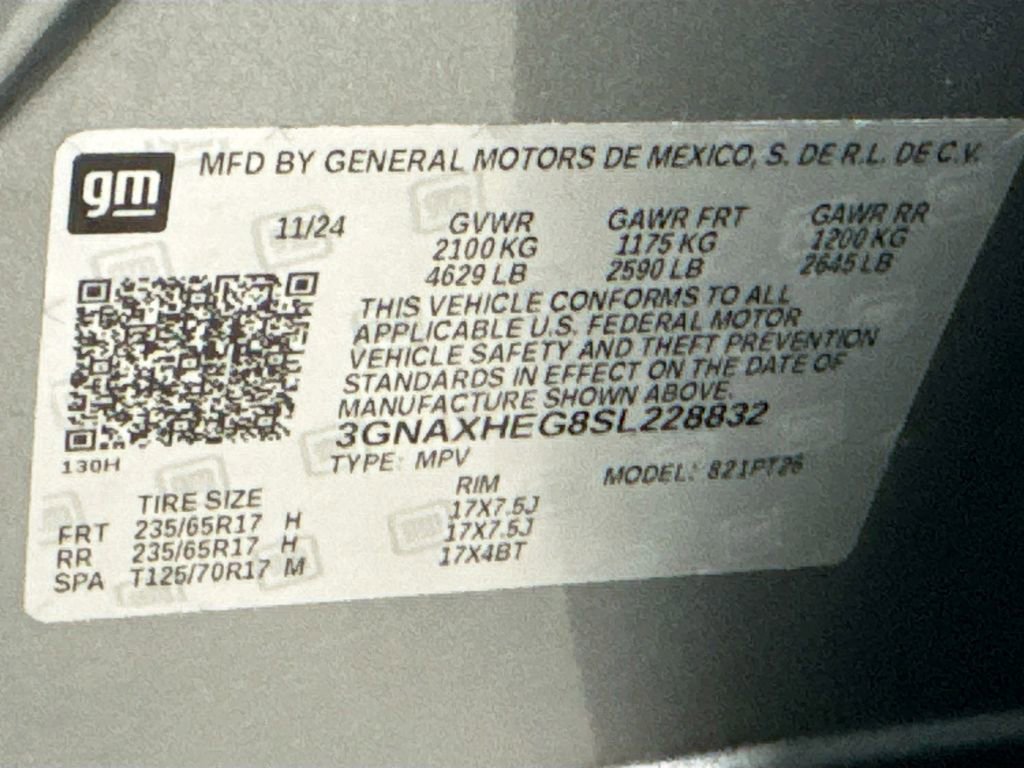 gm
MFD BY GENERAL MOTORS DE MEXICO, S. DE R.L. DE C.V.
11/24 GVWR GAWR FRT GAWR RR
2100 KG 1175 KG 1200 KG
4629 LB 2590 LB 2645 LB
THIS VEHICLE CONFORMS TO ALL
APPLICABLE U.S. FEDERAL MOTOR
VEHICLE SAFETY AND THEFT PREVENTION
STANDARDS IN EFFECT ON THE DATE OF
MANUFACTURE SHOWN ABOVE.
3GNAXHEG8SL228832
130H TYPE: MPV MODEL: 821PT26
TIRE SIZE RIM
FRT 235/65R17 H 17X7.5J
RR 235/65R17 H 17X7.5J
SPA T125/70R17 M 17X4BT